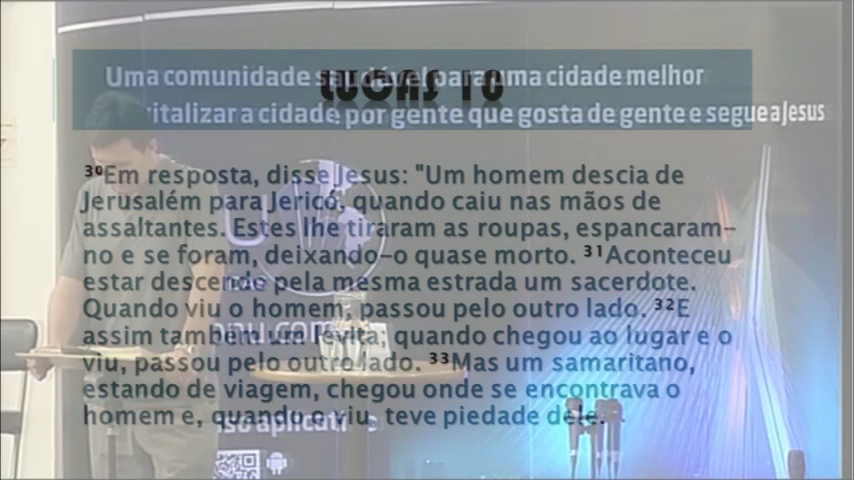 Uma comunidade saudável para uma cidade melhor
LUCAS 10
vitalizar a cidade, por gente que gosta de gente e segue a Jesus
30Em resposta, disse Jesus: "Um homem descia de
Jerusalém para Jericó, quando caiu nas mãos de
assaltantes. Estes lhe tiraram as roupas, espancaram-
no e se foram, deixando-o quase morto. 31Aconteceu
estar descendo pela mesma estrada um sacerdote.
Quando viu o homem, passou pelo outro lado. 32E
assim também um levita; quando chegou ao lugar e o
viu, passou pelo outro lado. 33Mas um samaritano,
estando de viagem, chegou onde se encontrava o
homem e, quando o viu, teve piedade dele.
so aplicati